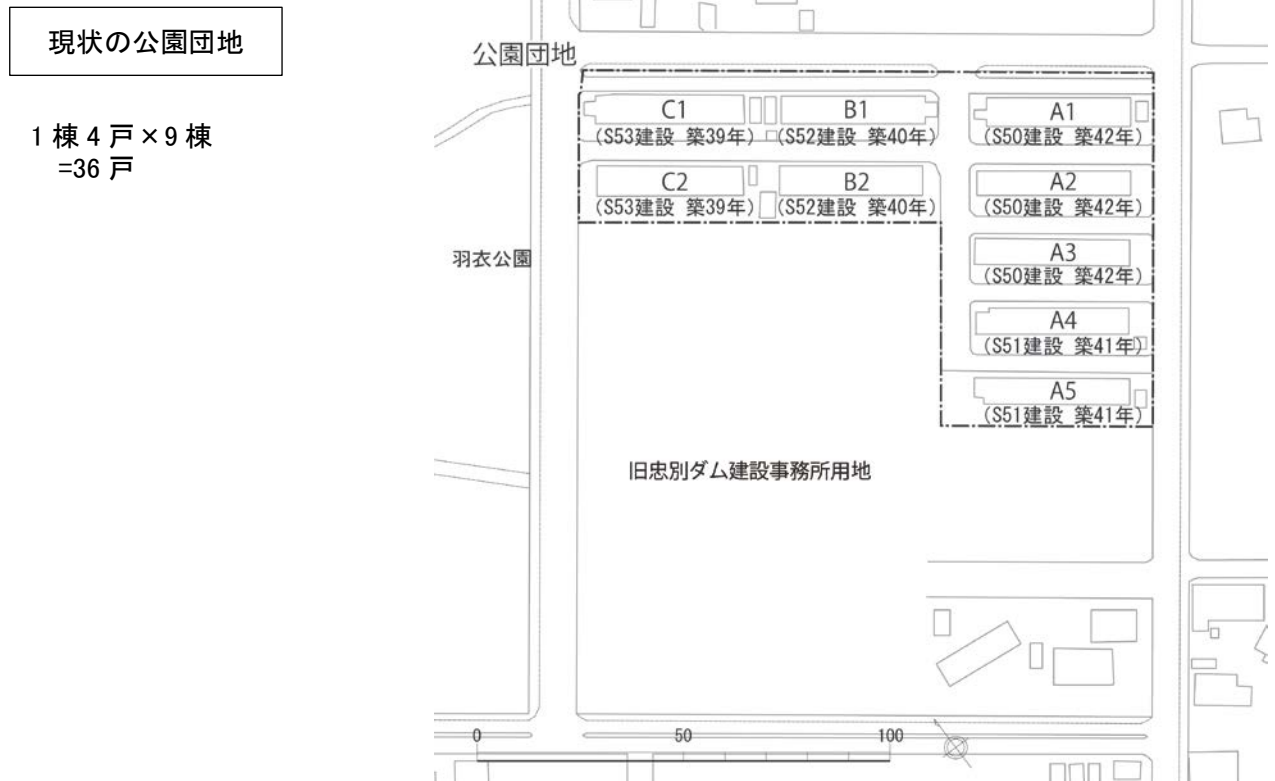 現状の公園団地
1棟4戸×9棟
=36戸
公園団地
C1
(S53建設 築39年)
B1
(S52建設 築40年)
A1
(S50建設 築42年)
C2
(S53建設 築39年)
B2
(S52建設 築40年)
A2
(S50建設 築42年)
羽衣公園
A3
(S50建設 築42年)
A4
(S51建設 築41年)
A5
(S51建設 築41年)
旧忠別ダム建設事務所用地
0
50
100